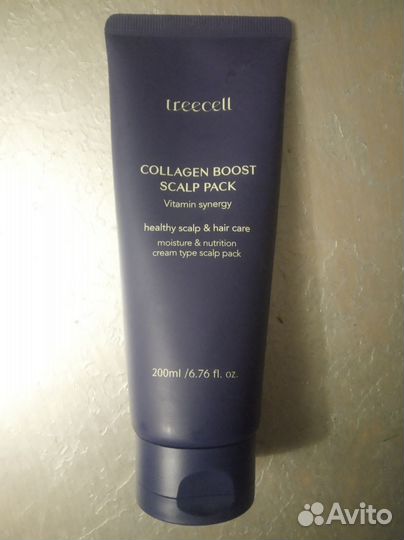 treecell
COLLAGEN BOOST
SCALP PACK
Vitamin synergy
healthy scalp & hair care
moisture & nutrition
cream type scalp pack
200ml /6.76 fl. oz.
Avito